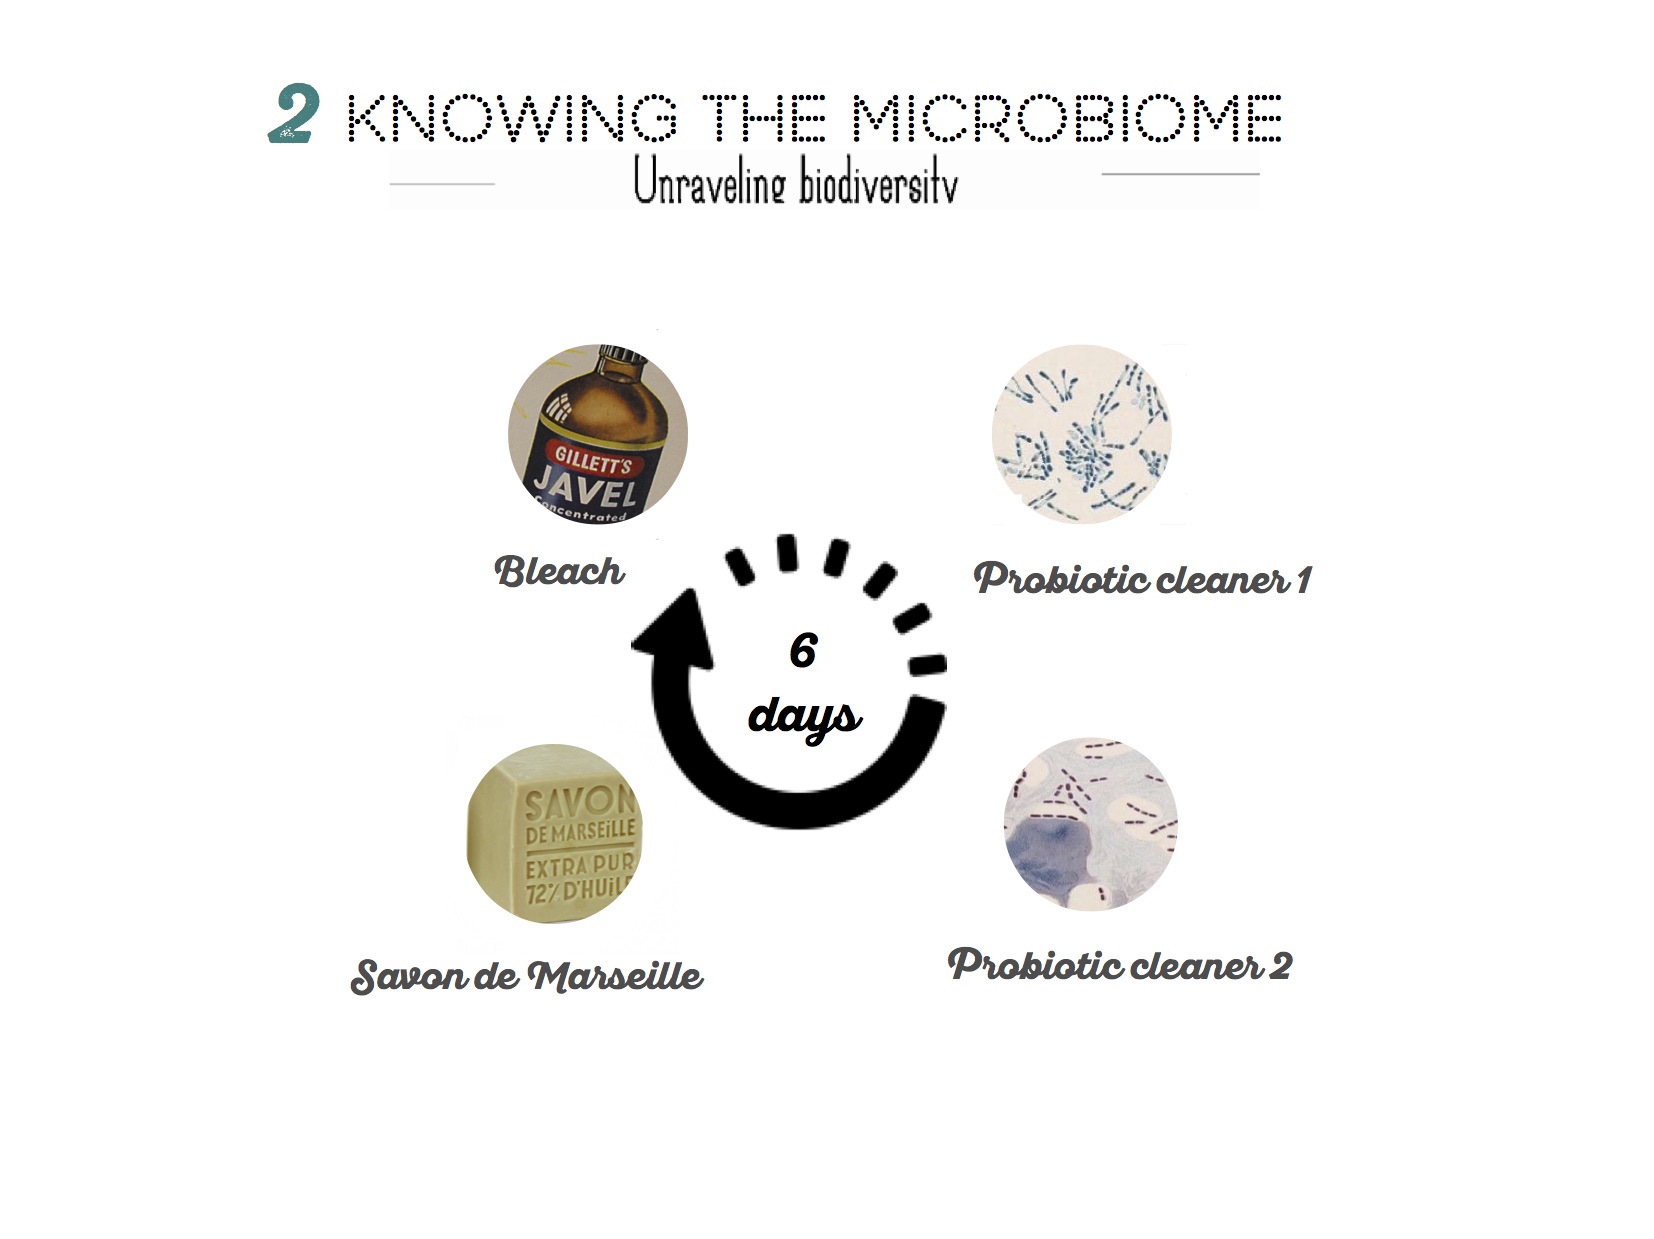 2 KNOWING THE MICROBIOME
Unraveling biodiversity
GILLETT'S
JAVEL
Concentrated
Bleach
Probiotic cleaner 1
6
days
SAVON
DE MARSEILLE
EXTRA PUR
72% D'HUILE
Savon de Marseille
Probiotic cleaner 2